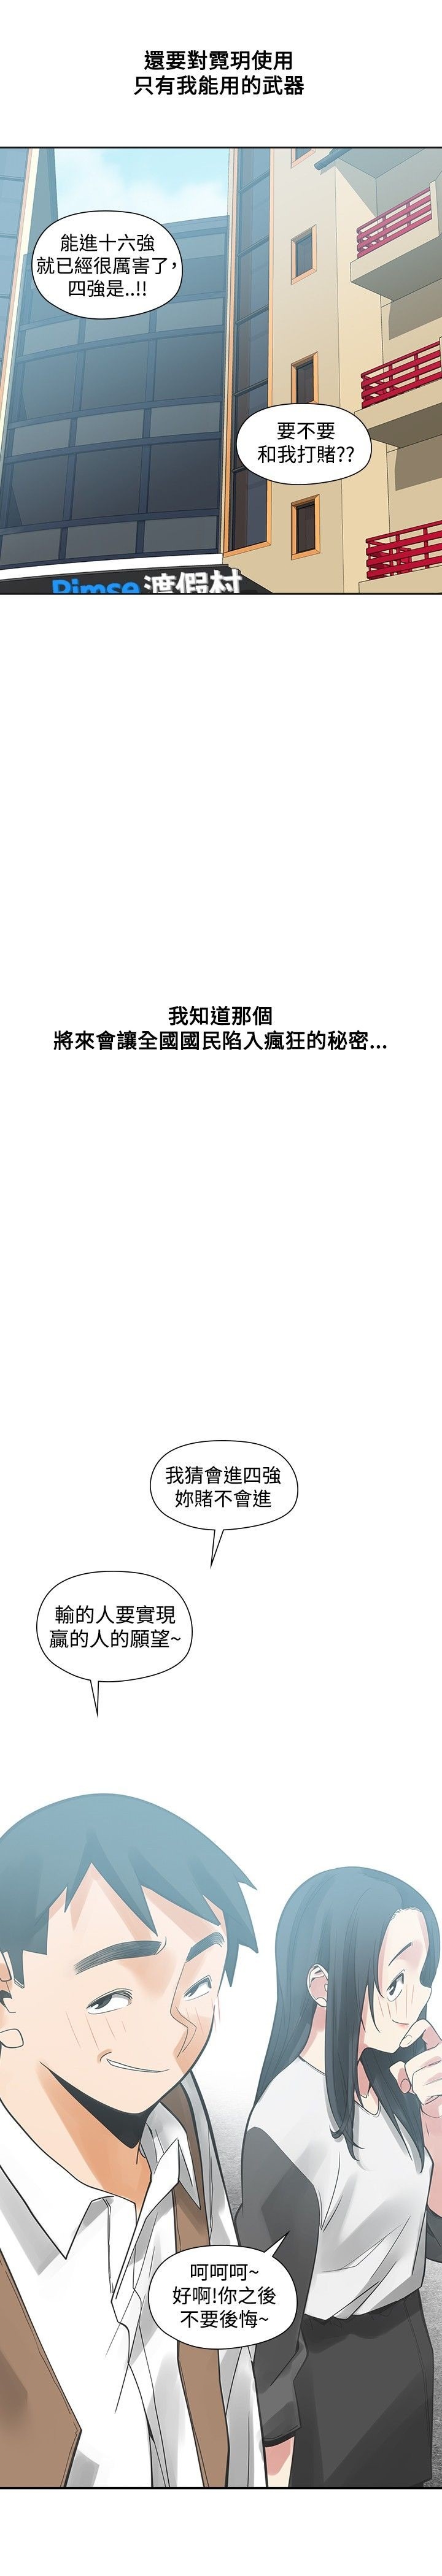 還要對霓玥使用
只有我能用的武器
能進十六強
就已經很厲害了,
四強是..!!
要不要
和我打賭??
Pimse 渡假村
我知道那個
將來會讓全國國民陷入瘋狂的秘密...
我猜會進四強
妳賭不會進
輸的人要實現
贏的人的願望~
呵呵呵~
好啊!你之後
不要後悔~